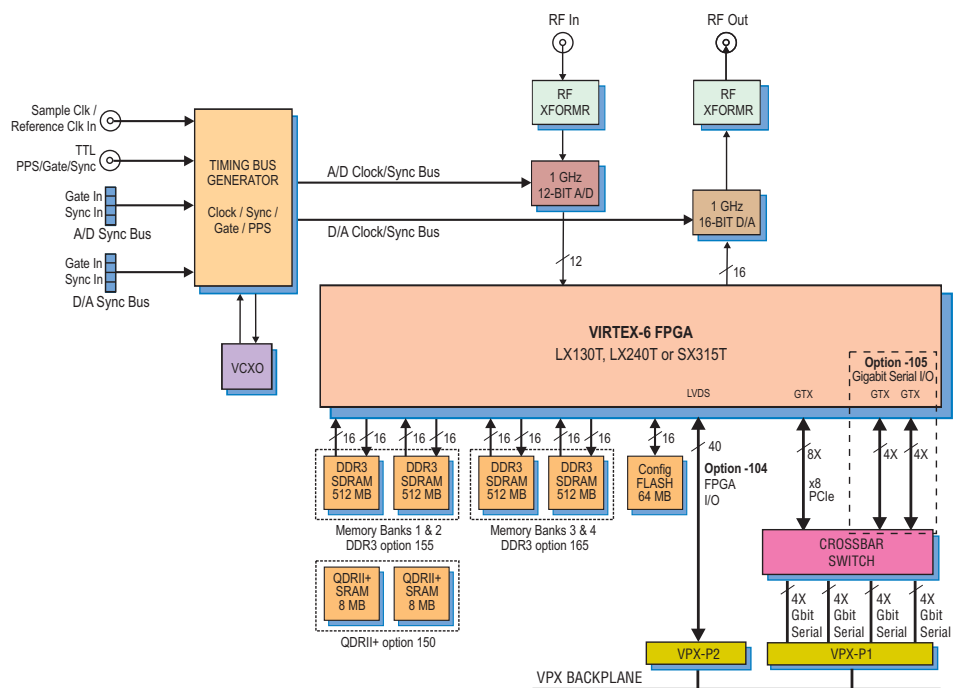 RF In
RF Out
RF
XFORMR
RF
XFORMR
Sample Clk /
Reference Clk In
TTL
PPS/Gate/Sync
Gate In
Sync In
A/D Sync Bus
Gate In
Sync In
D/A Sync Bus
TIMING BUS
GENERATOR
Clock / Sync /
Gate / PPS
VCXO
A/D Clock/Sync Bus
D/A Clock/Sync Bus
1 GHz
12-BIT A/D
1 GHz
16-BIT D/A
12
16
VIRTEX-6 FPGA
LX130T, LX240T or SX315T
Option -105
Gigabit Serial I/O
LVDS
GTX
GTX
GTX
16
16
16
16
16
16
16
16
16
40
8X
4X
4X
DDR3
SDRAM
512 MB
DDR3
SDRAM
512 MB
DDR3
SDRAM
512 MB
DDR3
SDRAM
512 MB
Config
FLASH
64 MB
Option -104
FPGA
I/O
x8
PCIe
Memory Banks 1 & 2
DDR3 option 155
Memory Banks 3 & 4
DDR3 option 165
CROSSBAR
SWITCH
QDRII+
SRAM
8 MB
QDRII+
SRAM
8 MB
QDRII+ option 150
4X
Gbit
Serial
4X
Gbit
Serial
4X
Gbit
Serial
4X
Gbit
Serial
VPX-P2
VPX-P1
VPX BACKPLANE